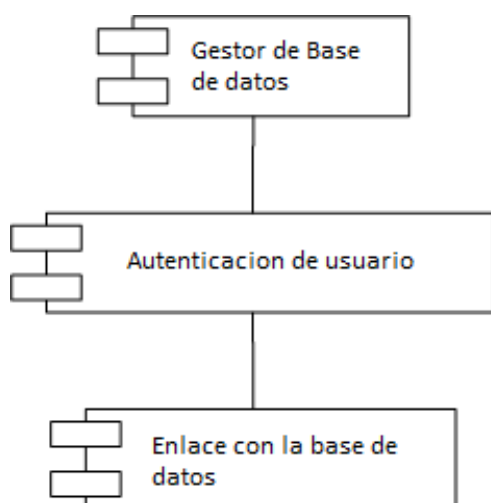 Gestor de Base
de datos
Autenticacion de usuario
Enlace con la base de
datos